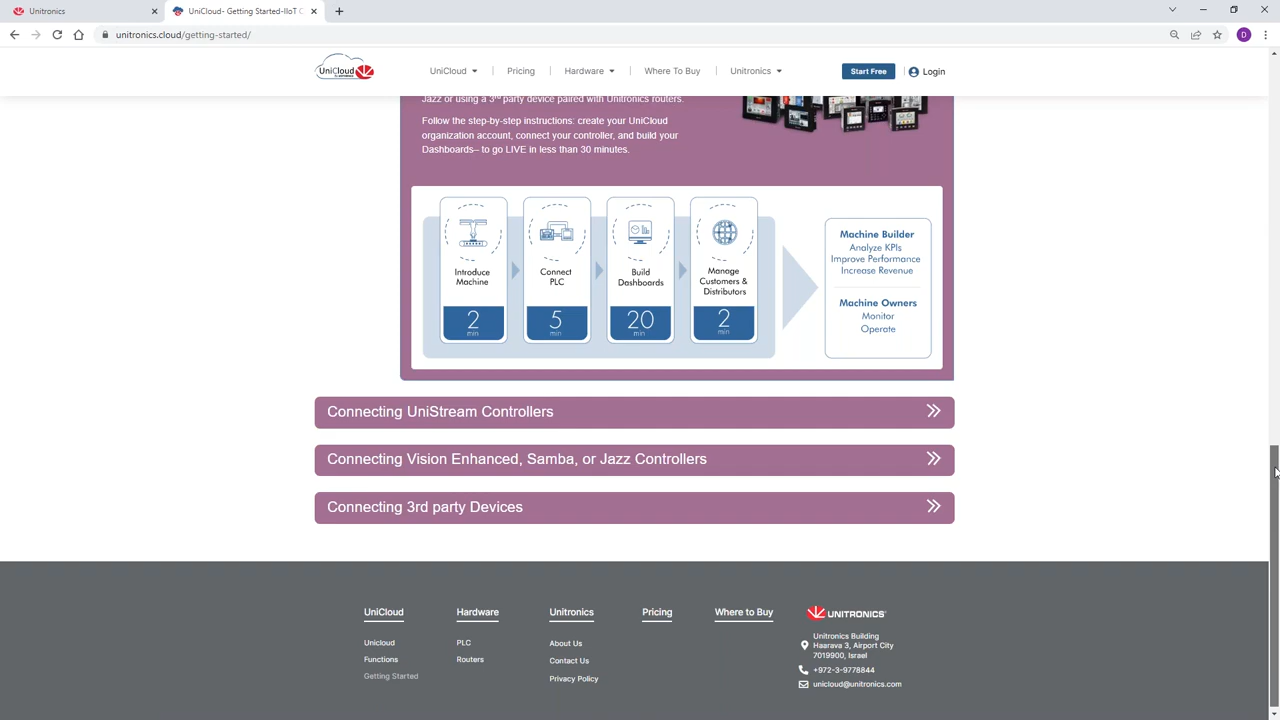 Unitronics
UniCloud- Getting Started-IIoT C
unitronics.cloud/getting-started/
D
UniCloud
UniCloud
Pricing
Hardware
Where To Buy
Unitronics
Start Free
Login
Jazz or using a 3rd party device paired with Unitronics routers.
Follow the step-by-step instructions: create your UniCloud
organization account, connect your controller, and build your
Dashboards– to go LIVE in less than 30 minutes.
Introduce
Machine
2
min
Connect
PLC
5
min
Build
Dashboards
20
min
Manage
Customers &
Distributors
2
min
Machine Builder
Analyze KPIs
Improve Performance
Increase Revenue
Machine Owners
Monitor
Operate
Connecting UniStream Controllers
Connecting Vision Enhanced, Samba, or Jazz Controllers
Connecting 3rd party Devices
UniCloud
Unicloud
Functions
Getting Started
Hardware
PLC
Routers
Unitronics
About Us
Contact Us
Privacy Policy
Pricing
Where to Buy
UNITRONICS
Unitronics Building
Haarava 3, Airport City
7019900, Israel
+972-3-9778844
unicloud@unitronics.com